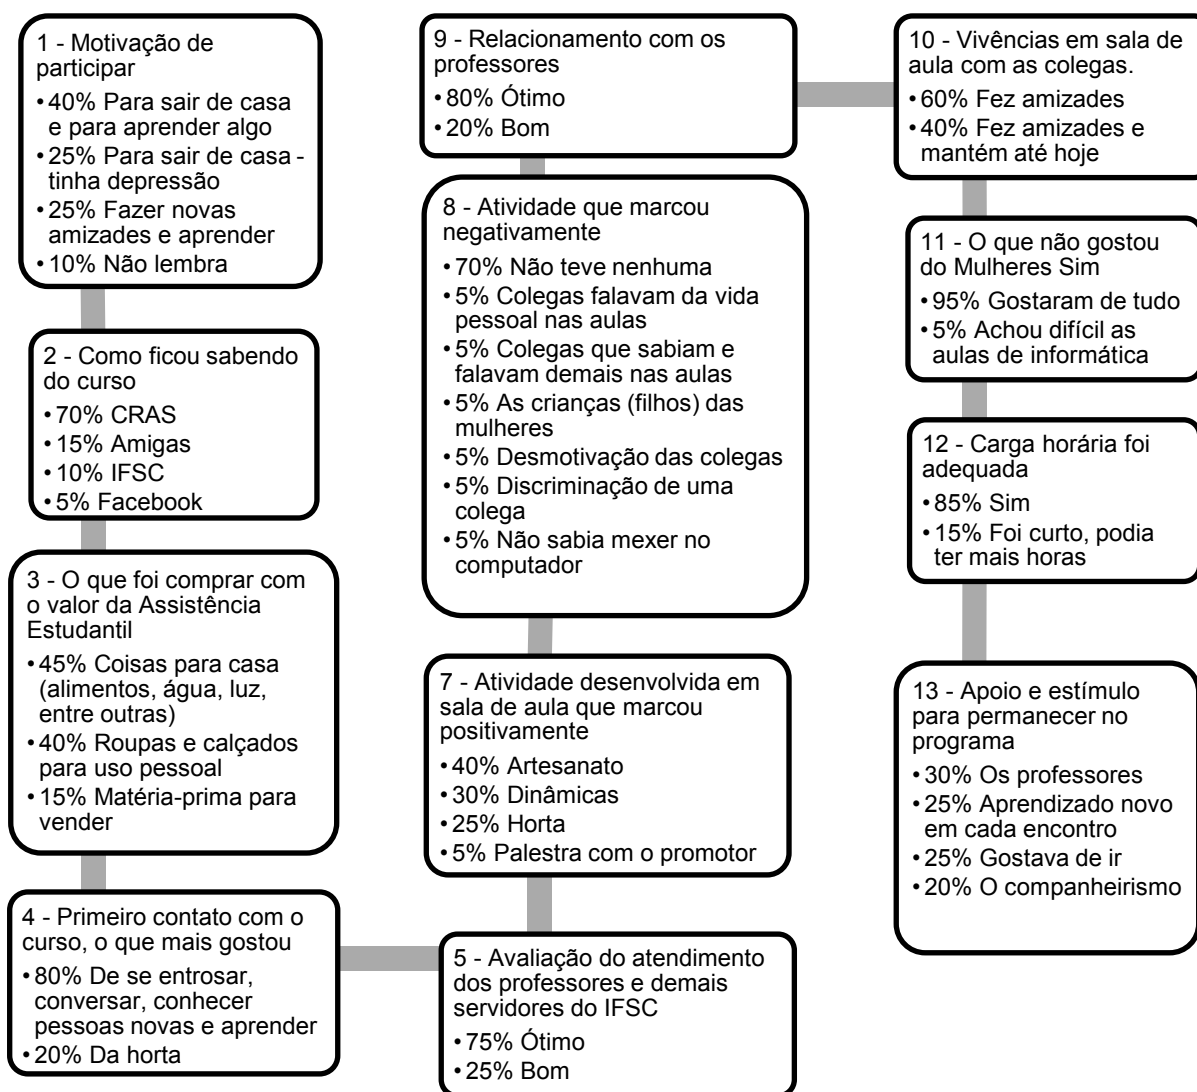 1 - Motivação de
participar
• 40% Para sair de casa
e para aprender algo
• 25% Para sair de casa -
tinha depressão
• 25% Fazer novas
amizades e aprender
• 10% Não lembra
2 - Como ficou sabendo
do curso
• 70% CRAS
• 15% Amigas
• 10% IFSC
• 5% Facebook
3 - O que foi comprar com
o valor da Assistência
Estudantil
• 45% Coisas para casa
(alimentos, água, luz,
entre outras)
• 40% Roupas e calçados
para uso pessoal
• 15% Matéria-prima para
vender
4 - Primeiro contato com o
curso, o que mais gostou
• 80% De se entrosar,
conversar, conhecer
pessoas novas e aprender
• 20% Da horta
5 - Avaliação do atendimento
dos professores e demais
servidores do IFSC
• 75% Ótimo
• 25% Bom
7 - Atividade desenvolvida em
sala de aula que marcou
positivamente
• 40% Artesanato
• 30% Dinâmicas
• 25% Horta
• 5% Palestra com o promotor
8 - Atividade que marcou
negativamente
• 70% Não teve nenhuma
• 5% Colegas falavam da vida
pessoal nas aulas
• 5% Colegas que sabiam e
falavam demais nas aulas
• 5% As crianças (filhos) das
mulheres
• 5% Desmotivação das colegas
• 5% Discriminação de uma
colega
• 5% Não sabia mexer no
computador
9 - Relacionamento com os
professores
• 80% Ótimo
• 20% Bom
10 - Vivências em sala de
aula com as colegas.
• 60% Fez amizades
• 40% Fez amizades e
mantém até hoje
11 - O que não gostou
do Mulheres Sim
• 95% Gostaram de tudo
• 5% Achou difícil as
aulas de informática
12 - Carga horária foi
adequada
• 85% Sim
• 15% Foi curto, podia
ter mais horas
13 - Apoio e estímulo
para permanecer no
programa
• 30% Os professores
• 25% Aprendizado novo
em cada encontro
• 25% Gostava de ir
• 20% O companheirismo